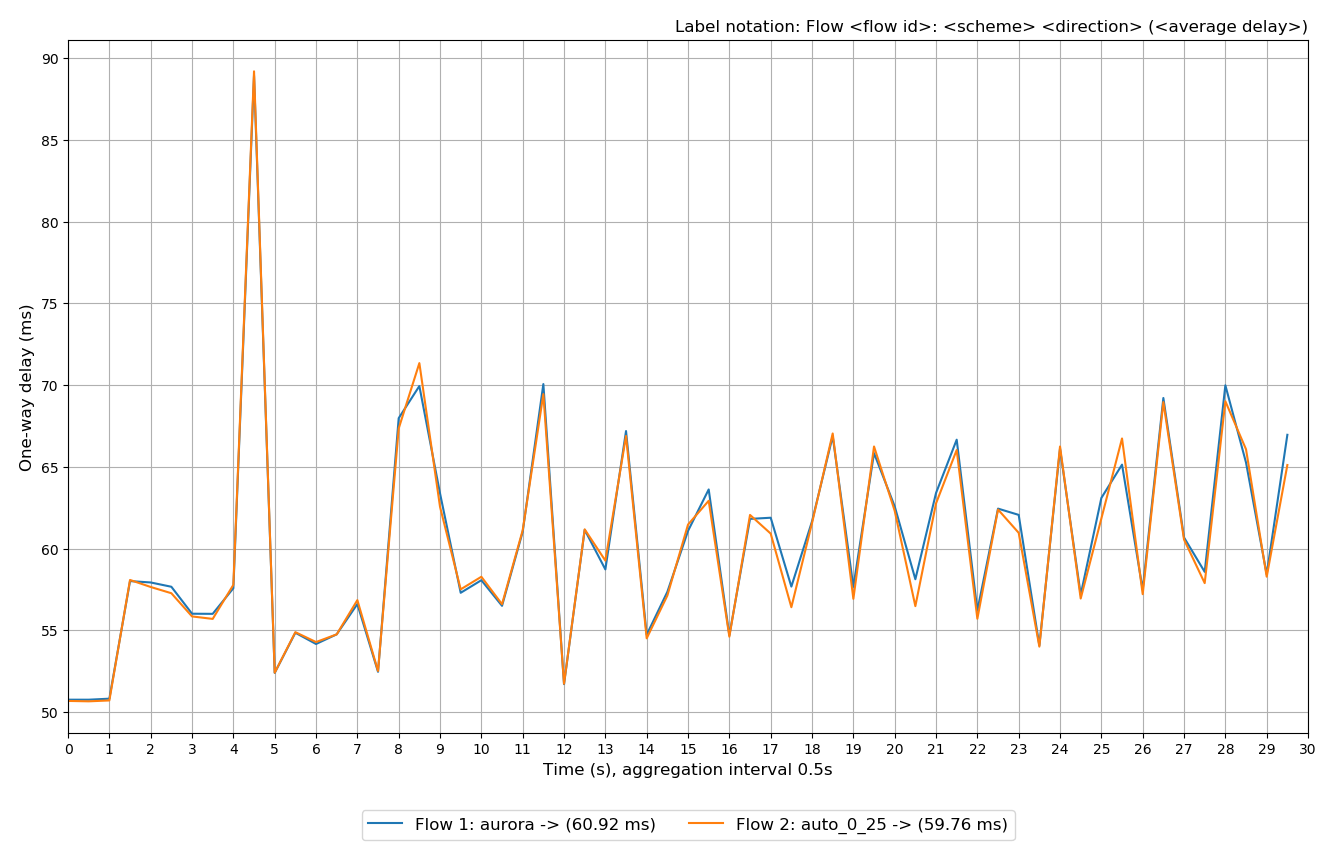 Label notation: Flow <flow id>: <scheme> <direction> (<average delay>)
90
85
80
75
70
65
60
55
50
One-way delay (ms)
0 1 2 3 4 5 6 7 8 9 10 11 12 13 14 15 16 17 18 19 20 21 22 23 24 25 26 27 28 29 30
Time (s), aggregation interval 0.5s
Flow 1: aurora -> (60.92 ms) Flow 2: auto_0_25 -> (59.76 ms)